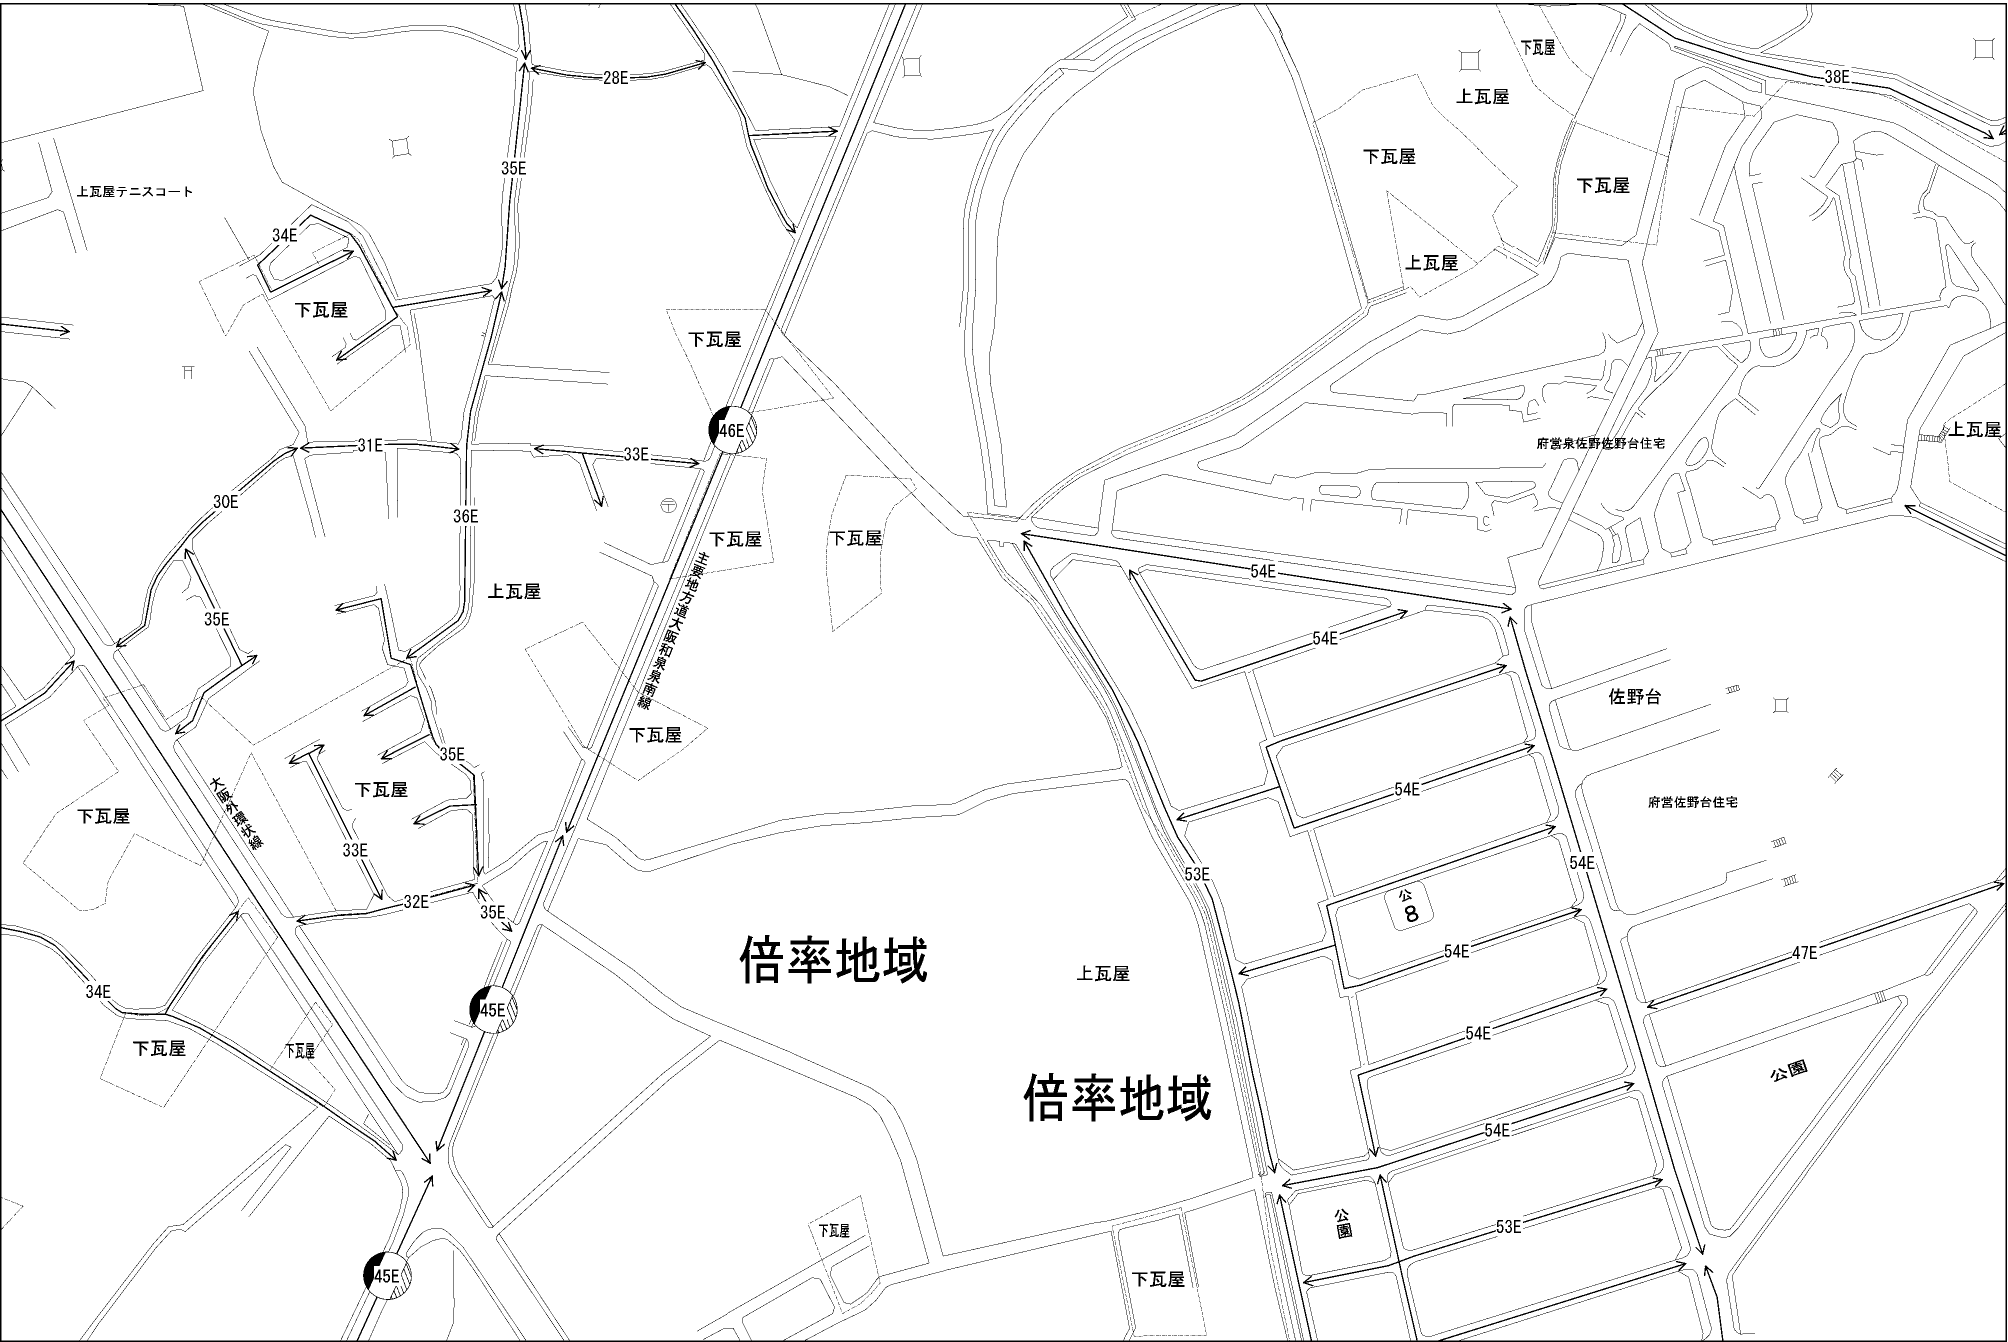 28E
下瓦屋
38E
上瓦屋
下瓦屋
35E
下瓦屋
上瓦屋テニスコート
34E
上瓦屋
下瓦屋
下瓦屋
46E
上瓦屋
31E
33E
府営泉佐野佐野台住宅
30E
36E
〒
下瓦屋
下瓦屋
主要地方道大阪和泉泉南線
54E
上瓦屋
35E
54E
佐野台
下瓦屋
35E
大阪外環状線
下瓦屋
54E
府営佐野台住宅
下瓦屋
33E
54E
53E
32E
35E
公
8
倍率地域
54E
47E
上瓦屋
34E
45E
54E
下瓦屋
下瓦屋
公園
倍率地域
54E
公園
下瓦屋
53E
45E
下瓦屋